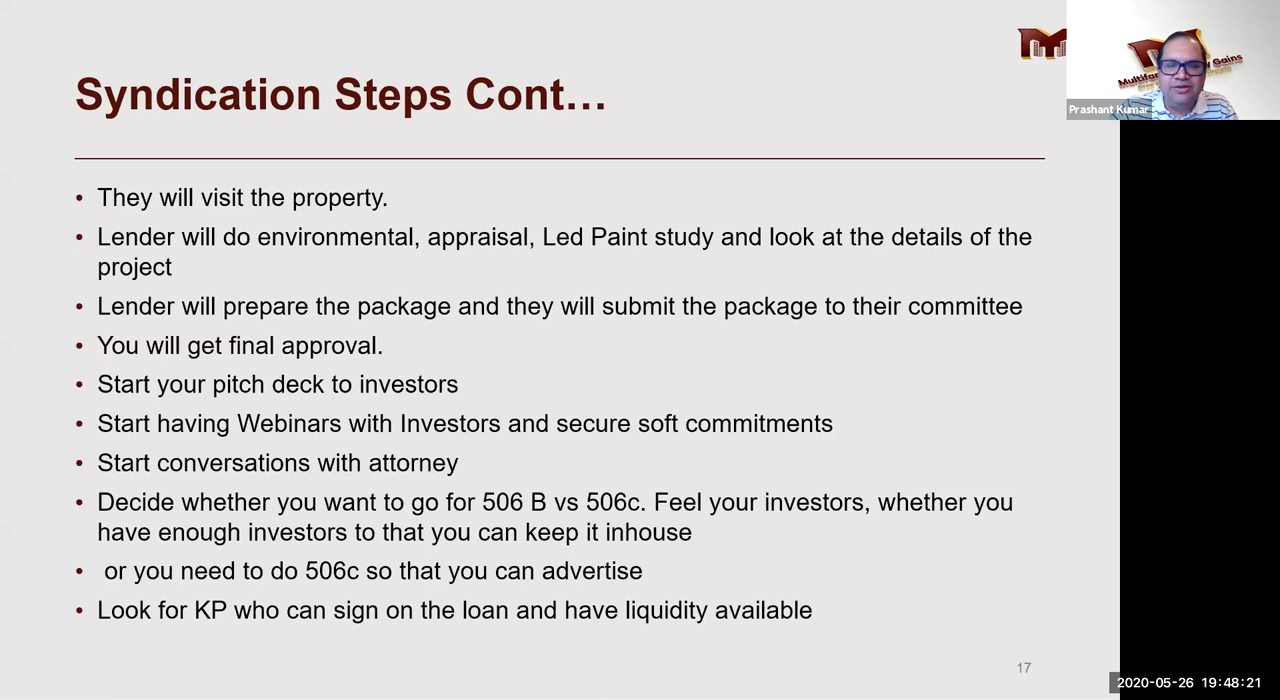 Syndication Steps Cont…
• They will visit the property.
• Lender will do environmental, appraisal, Led Paint study and look at the details of the
project
• Lender will prepare the package and they will submit the package to their committee
• You will get final approval.
• Start your pitch deck to investors
• Start having Webinars with Investors and secure soft commitments
• Start conversations with attorney
• Decide whether you want to go for 506 B vs 506c. Feel your investors, whether you
have enough investors to that you can keep it inhouse
• or you need to do 506c so that you can advertise
• Look for KP who can sign on the loan and have liquidity available
17
Gains
Prashant Kumar
2020-05-26 19:48:21